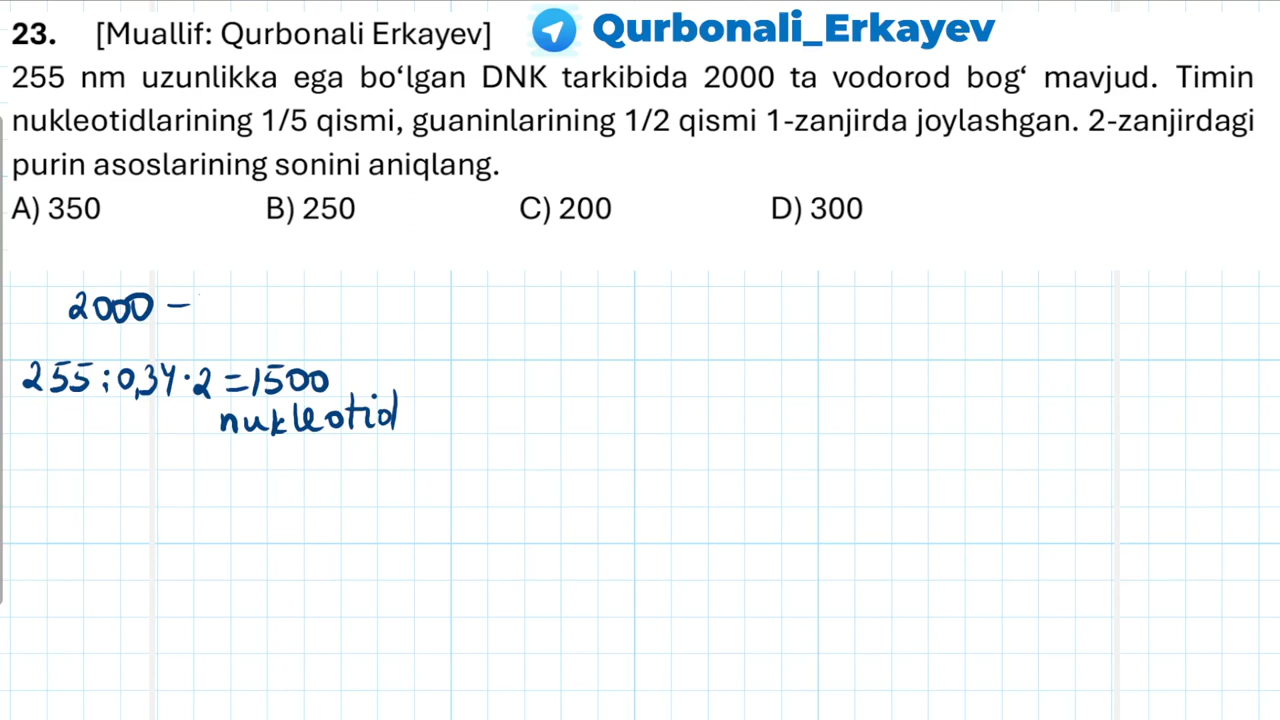 23. [Muallif: Qurbonali Erkayev] Qurbonali_Erkayev
255 nm uzunlikka ega bo‘lgan DNK tarkibida 2000 ta vodorod bog‘ mavjud. Timin
nukleotidlarining 1/5 qismi, guaninlarining 1/2 qismi 1-zanjirda joylashgan. 2-zanjirdagi
purin asoslarining sonini aniqlang.
A) 350 B) 250 C) 200 D) 300
2000 –
255 : 0,34 · 2 = 1500
nukleotid